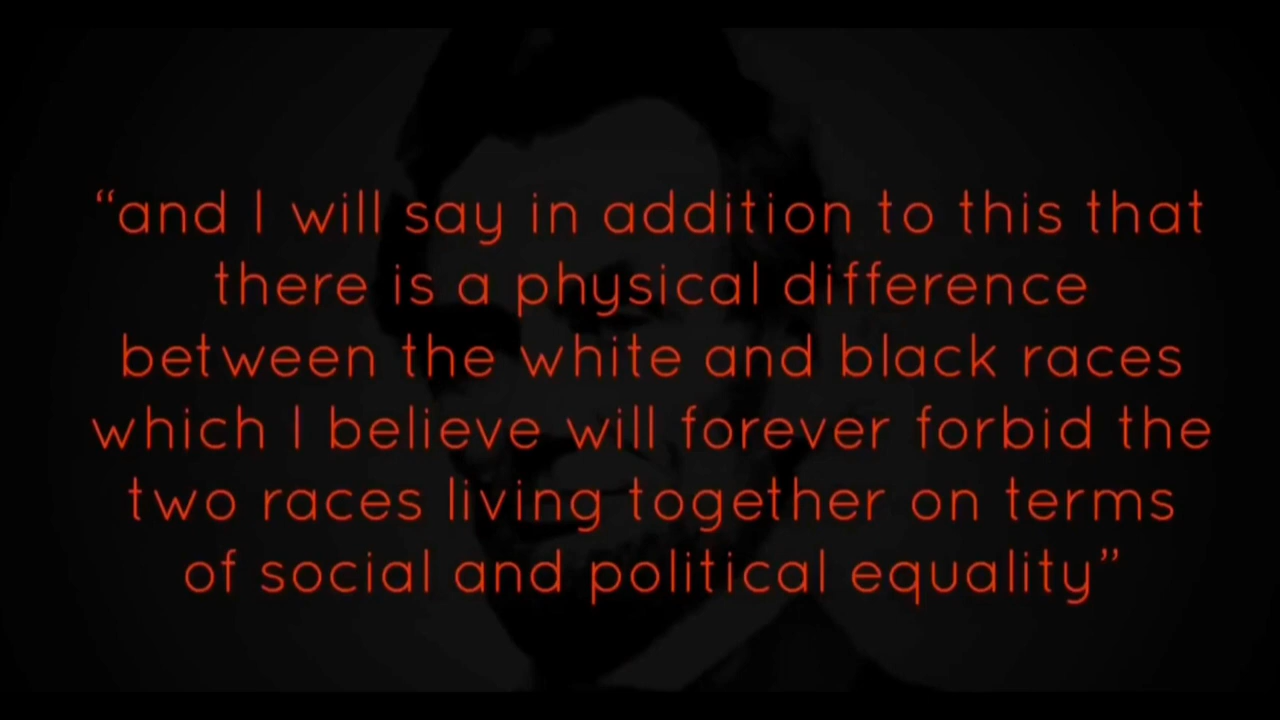 “and I will say in addition to this that
there is a physical difference
between the white and black races
which I believe will forever forbid the
two races living together on terms
of social and political equality”